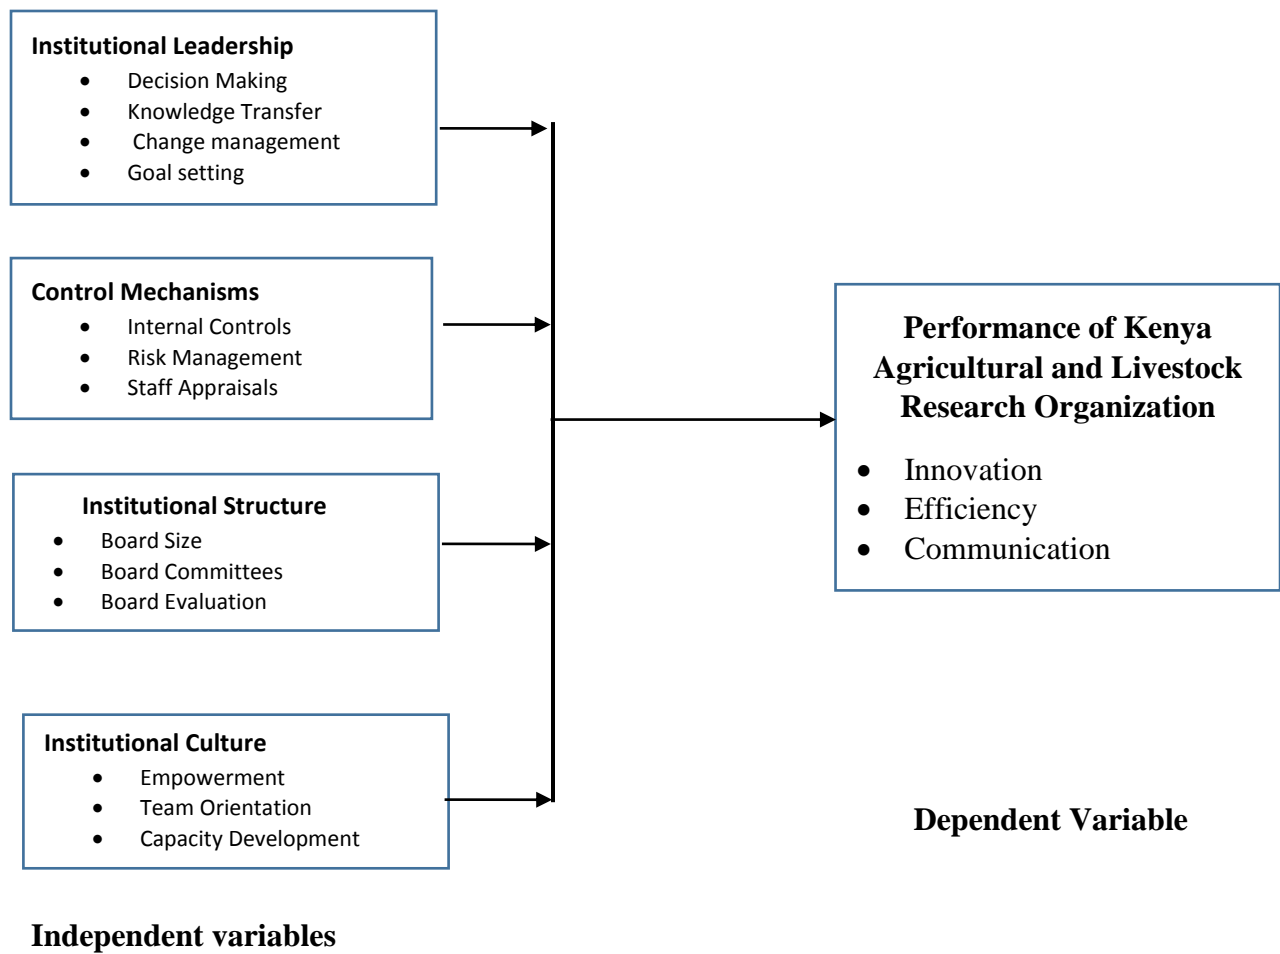 Institutional Leadership
• Decision Making
• Knowledge Transfer
• Change management
• Goal setting
Control Mechanisms
• Internal Controls
• Risk Management
• Staff Appraisals
Institutional Structure
• Board Size
• Board Committees
• Board Evaluation
Institutional Culture
• Empowerment
• Team Orientation
• Capacity Development
Independent variables
Performance of Kenya
Agricultural and Livestock
Research Organization
• Innovation
• Efficiency
• Communication
Dependent Variable